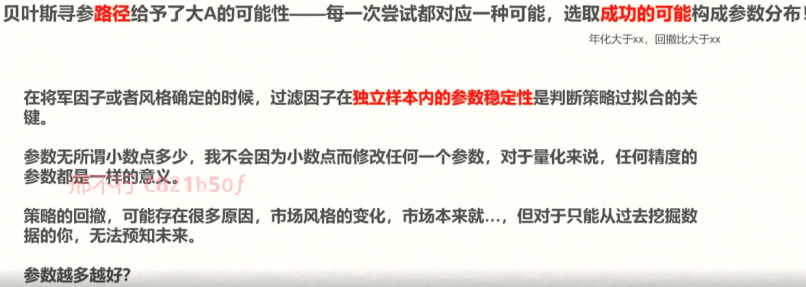 贝叶斯寻参路径给予了大A的可能性——每一次尝试都对应一种可能，选取成功的可能构成参数分布!
年化大于xx，回撤比大于xx
在将军因子或者风格确定的时候，过滤因子在独立样本内的参数稳定性是判断策略过拟合的关
键。
参数无所谓小数点多少，我不会因为小数点而修改任何一个参数，对于量化来说，任何精度的
参数都是一样的意义。
邢不行 c821b50f
策略的回撤，可能存在很多原因，市场风格的变化，市场本来就...，但对于只能从过去挖掘数
据的你，无法预知未来。
参数越多越好?